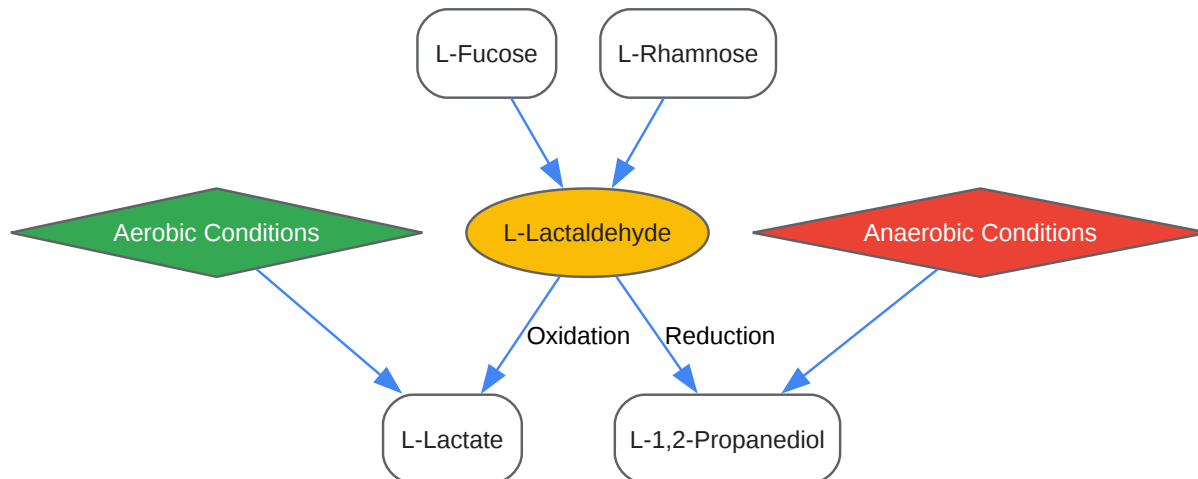 L-Fucose
L-Rhamnose
Aerobic Conditions
L-Lactaldehyde
Anaerobic Conditions
Oxidation
Reduction
L-Lactate
L-1,2-Propanediol